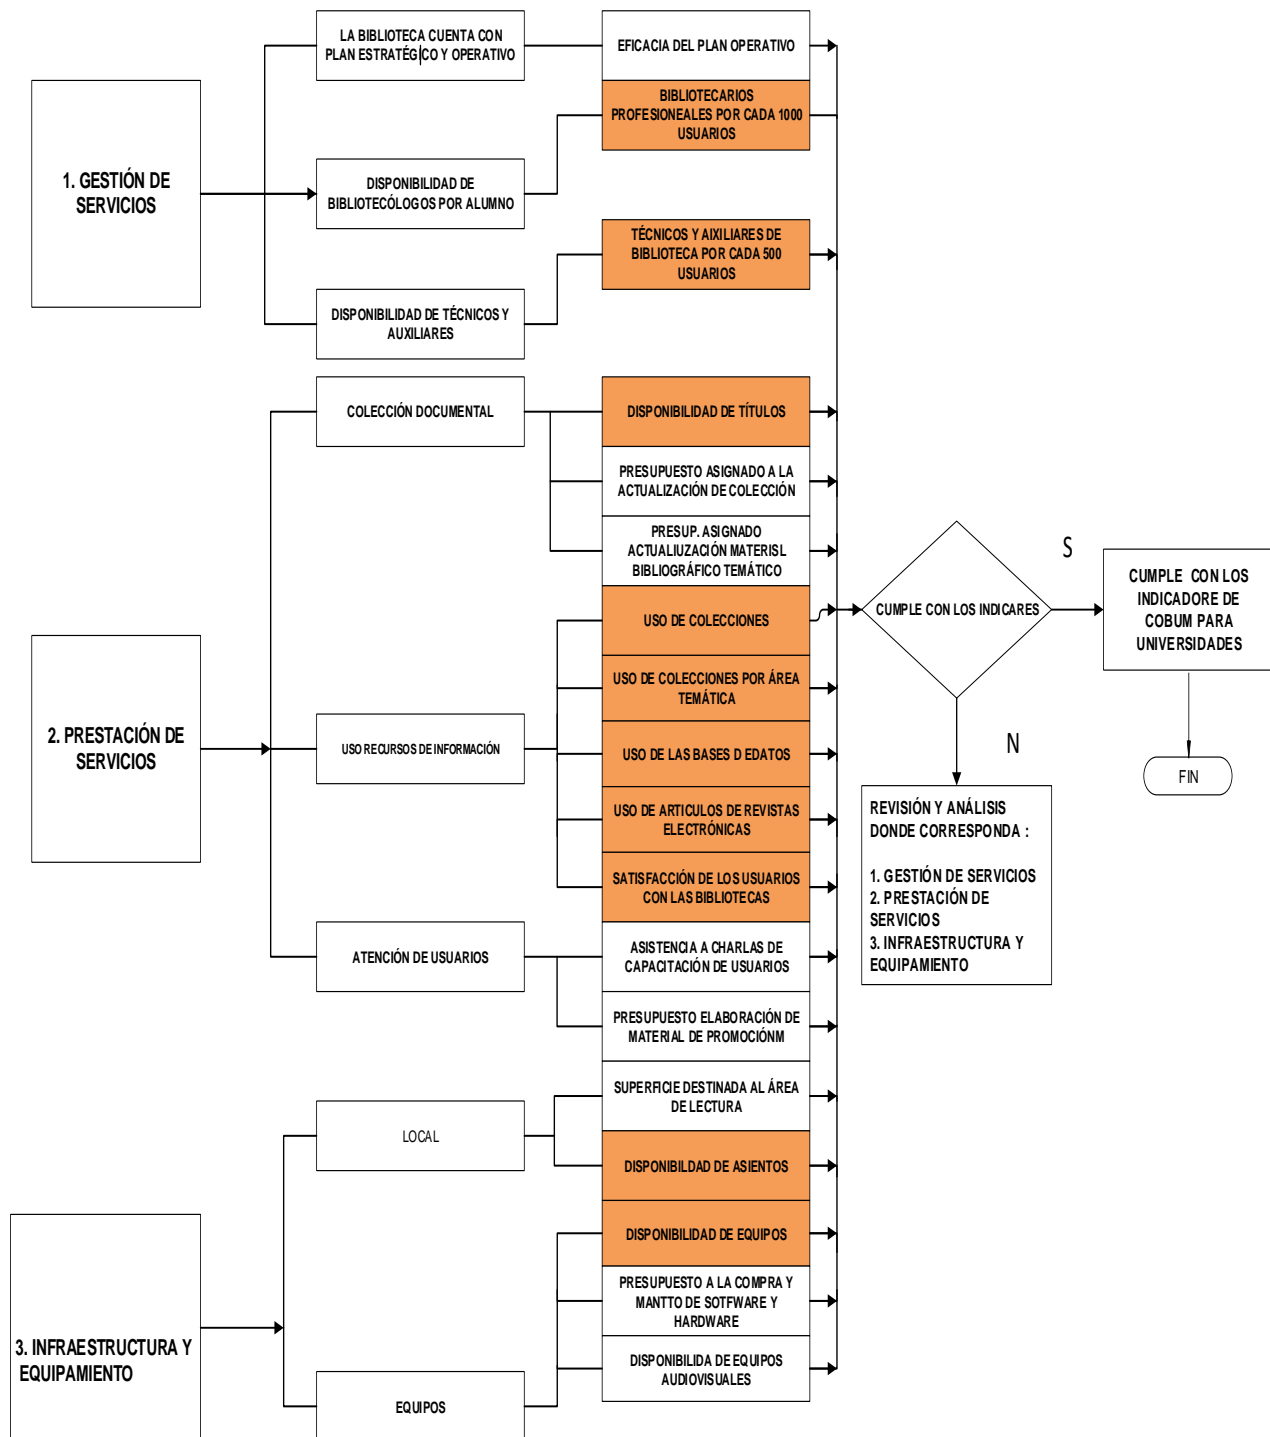 1. GESTIÓN DE
SERVICIOS
LA BIBLIOTECA CUENTA CON
PLAN ESTRATÉGICO Y OPERATIVO
DISPONIBILIDAD DE
BIBLIOTECÓLOGOS POR ALUMNO
DISPONIBILIDAD DE TÉCNICOS Y
AUXILIARES
EFICACIA DEL PLAN OPERATIVO
BIBLIOTECARIOS
PROFESIONEALES POR CADA 1000
USUARIOS
TÉCNICOS Y AIXILIARES DE
BIBLIOTECA POR CADA 500
USUARIOS
2. PRESTACIÓN DE
SERVICIOS
COLECCIÓN DOCUMENTAL
USO RECURSOS DE INFORMACIÓN
ATENCIÓN DE USUARIOS
DISPONIBILIDAD DE TÍTULOS
PRESUPUESTO ASIGNADO A LA
ACTUALIZACIÓN DE COLECCIÓN
PRESUP. ASIGNADO
ACTUALIUZACIÓN MATERISL
BIBLIOGRÁFICO TEMÁTICO
USO DE COLECCIONES
USO DE COLECCIONES POR ÁREA
TEMÁTICA
USO DE LAS BASES D EDATOS
USO DE ARTICULOS DE REVISTAS
ELECTRÓNICAS
SATISFACCIÓN DE LOS USUARIOS
CON LAS BIBLIOTECAS
ASISTENCIA A CHARLAS DE
CAPACITACIÓN DE USUARIOS
PRESUPUESTO ELABORACIÓN DE
MATERIAL DE PROMOCIÓNM
3. INFRAESTRUCTURA Y
EQUIPAMIENTO
LOCAL
EQUIPOS
SUPERFICIE DESTINADA AL ÁREA
DE LECTURA
DISPONIBILDAD DE ASIENTOS
DISPONIBILIDAD DE EQUIPOS
PRESUPUESTO A LA COMPRA Y
MANTTO DE SOTFWARE Y
HARDWARE
DISPONIBILIDA DE EQUIPOS
AUDIOVISUALES
CUMPLE CON LOS INDICARES
S
CUMPLE CON LOS
INDICADORE DE
COBUM PARA
UNIVERSIDADES
FIN
N
REVISIÓN Y ANÁLISIS
DONDE CORRESPONDA :
1. GESTIÓN DE SERVICIOS
2. PRESTACIÓN DE
SERVICIOS
3. INFRAESTRUCTURA Y
EQUIPAMIENTO